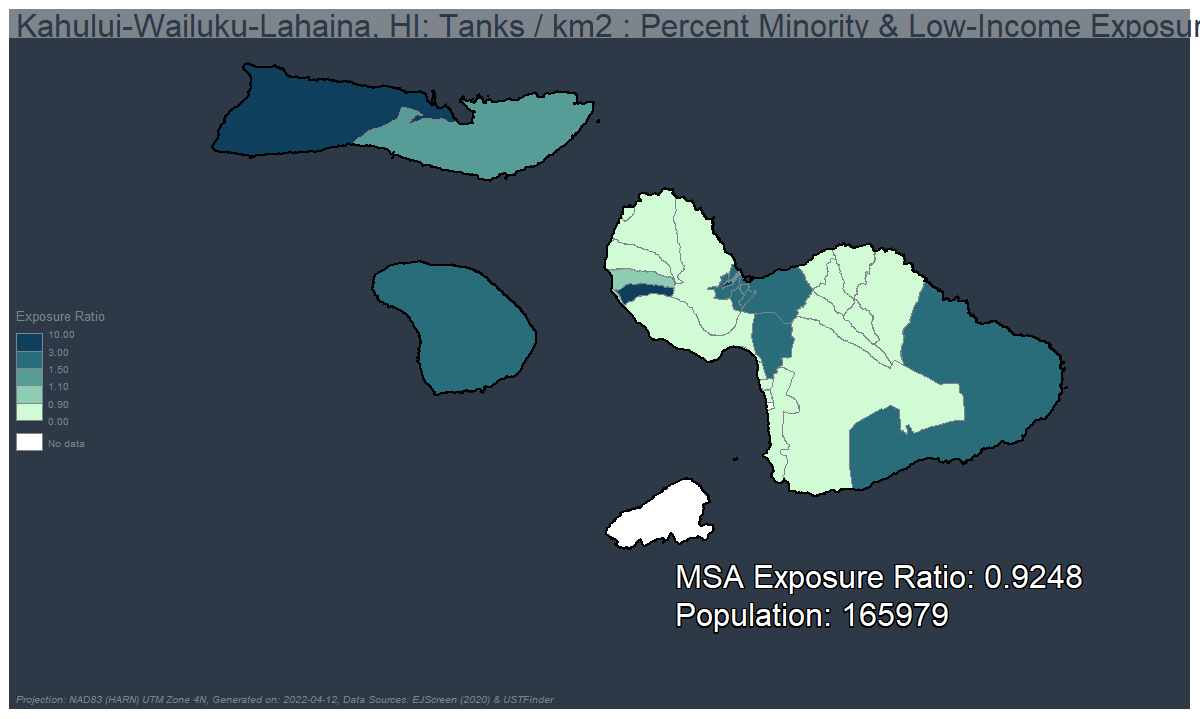 Kahului-Wailuku-Lahaina, HI: Tanks / km2 : Percent Minority & Low-Income Exposur
Exposure Ratio
10.00
3.00
1.50
1.10
0.90
0.00
No data
MSA Exposure Ratio: 0.9248
Population: 165979
Projection: NAD83 (HARN) UTM Zone 4N, Generated on: 2022-04-12, Data Sources: EJScreen (2020) & USTFinder